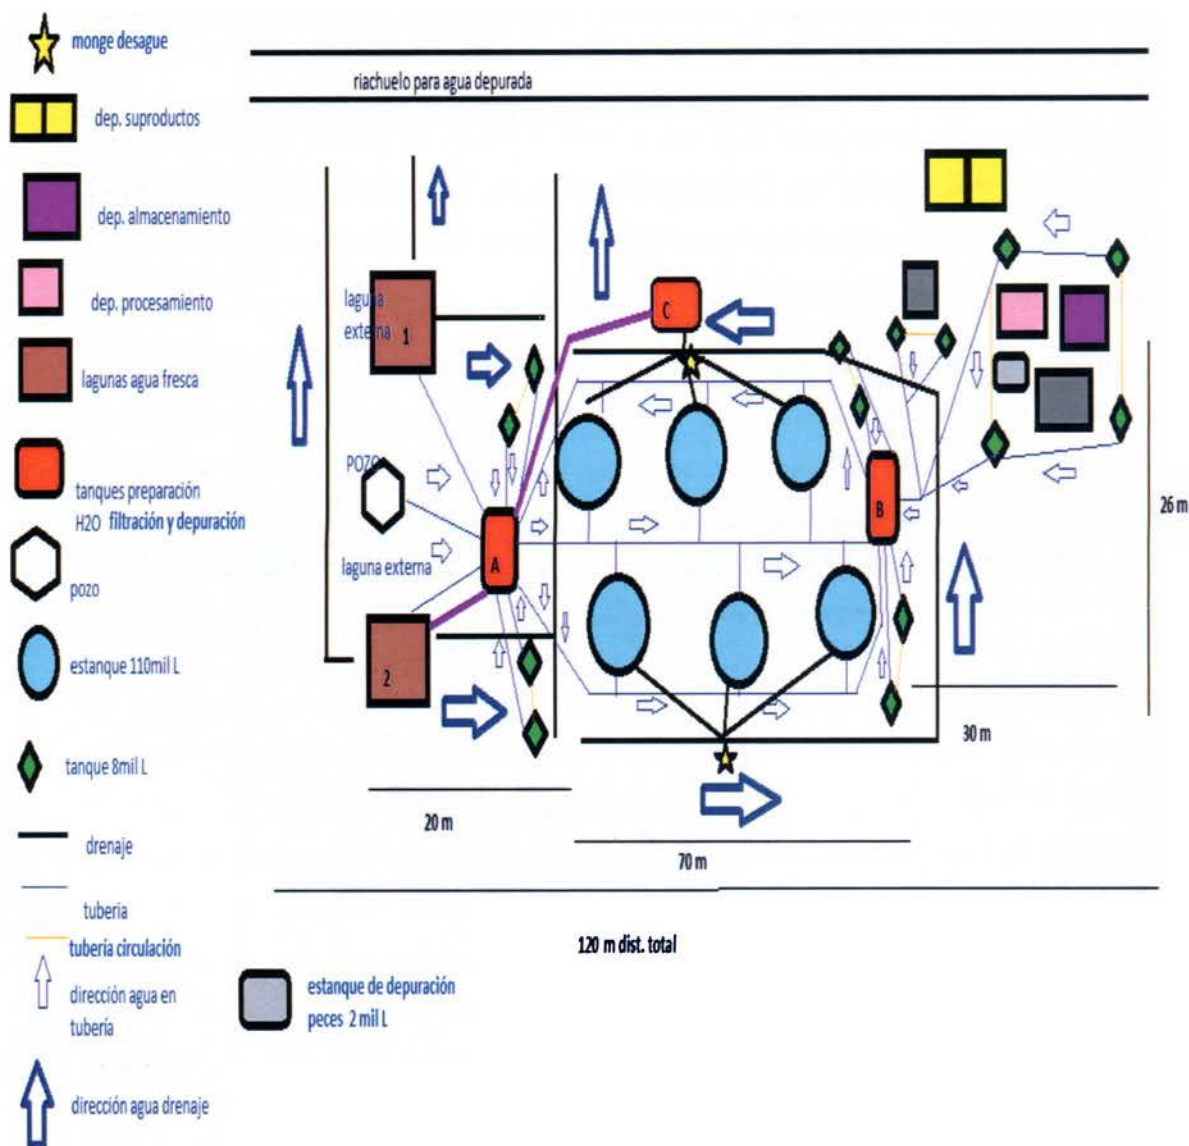 monge desague
dep. suproductos
dep. almacenamiento
dep. procesamiento
lagunas agua fresca
tanques preparación
H2O filtración y depuración
pozo
estanque 110mil L
tanque 8mil L
drenaje
tuberia
tubería circulación
dirección agua en
tubería
dirección agua drenaje
estanque de depuración
peces 2 mil L
riachuelo para agua depurada
laguna
externa
1
C
POZO
A
B
laguna externa
2
26 m
30 m
20 m
70 m
120 m dist. total